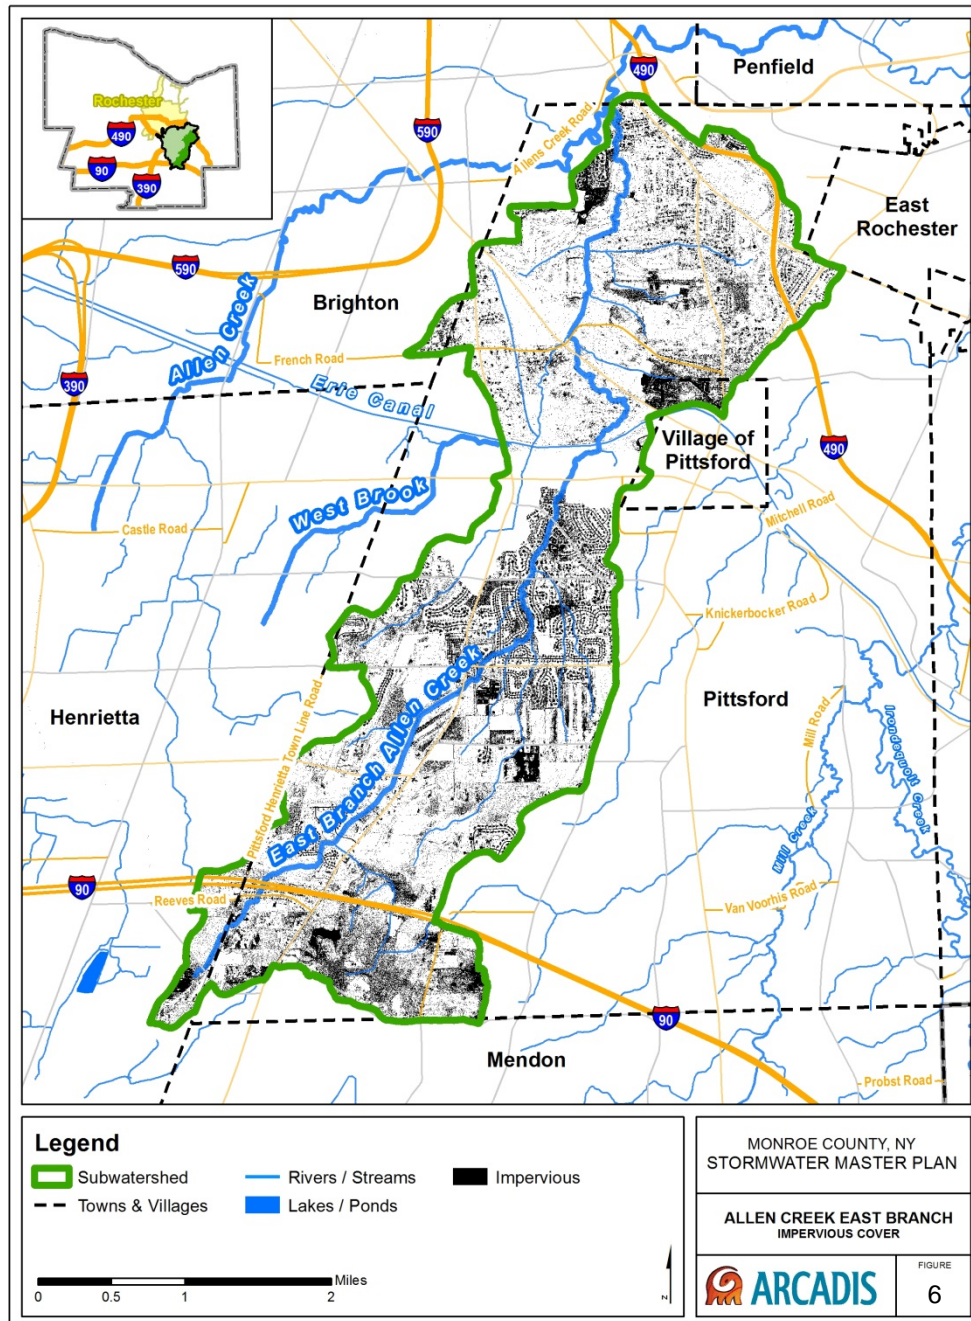 Rochester
490
90
390
490
Penfield
590
Allens Creek Road
East
Rochester
590
Brighton
Allen Creek
French Road
390
Erie Canal
Village of
Pittsford
490
West Brook
Castle Road
Mitchell Road
Knickerbocker Road
Henrietta
Pittsford Henrietta Town Line Road
East Branch Allen Creek
Pittsford
Mill Road
Irondequoit Creek
Mill Creek
90
Reeves Road
Van Voorhis Road
90
Mendon
Probst Road
Legend
Subwatershed
Rivers / Streams
Impervious
Towns & Villages
Lakes / Ponds
Miles
0 0.5 1 2
N
MONROE COUNTY, NY
STORMWATER MASTER PLAN
ALLEN CREEK EAST BRANCH
IMPERVIOUS COVER
ARCADIS
FIGURE
6